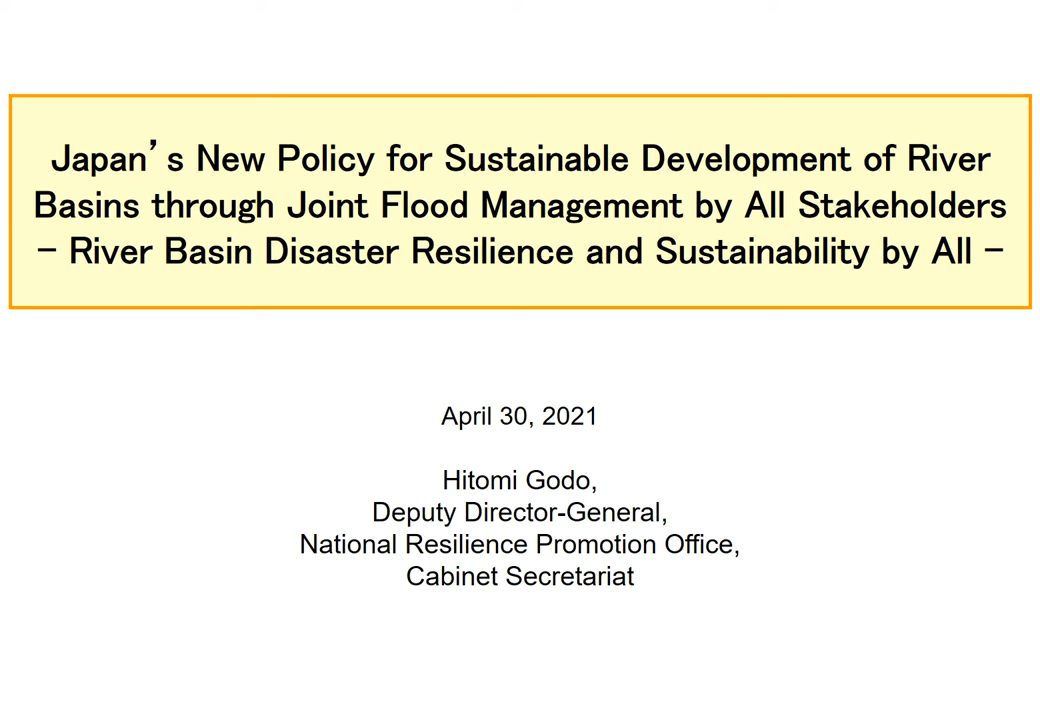 Japan’s New Policy for Sustainable Development of River
Basins through Joint Flood Management by All Stakeholders
– River Basin Disaster Resilience and Sustainability by All –
April 30, 2021
Hitomi Godo,
Deputy Director-General,
National Resilience Promotion Office,
Cabinet Secretariat